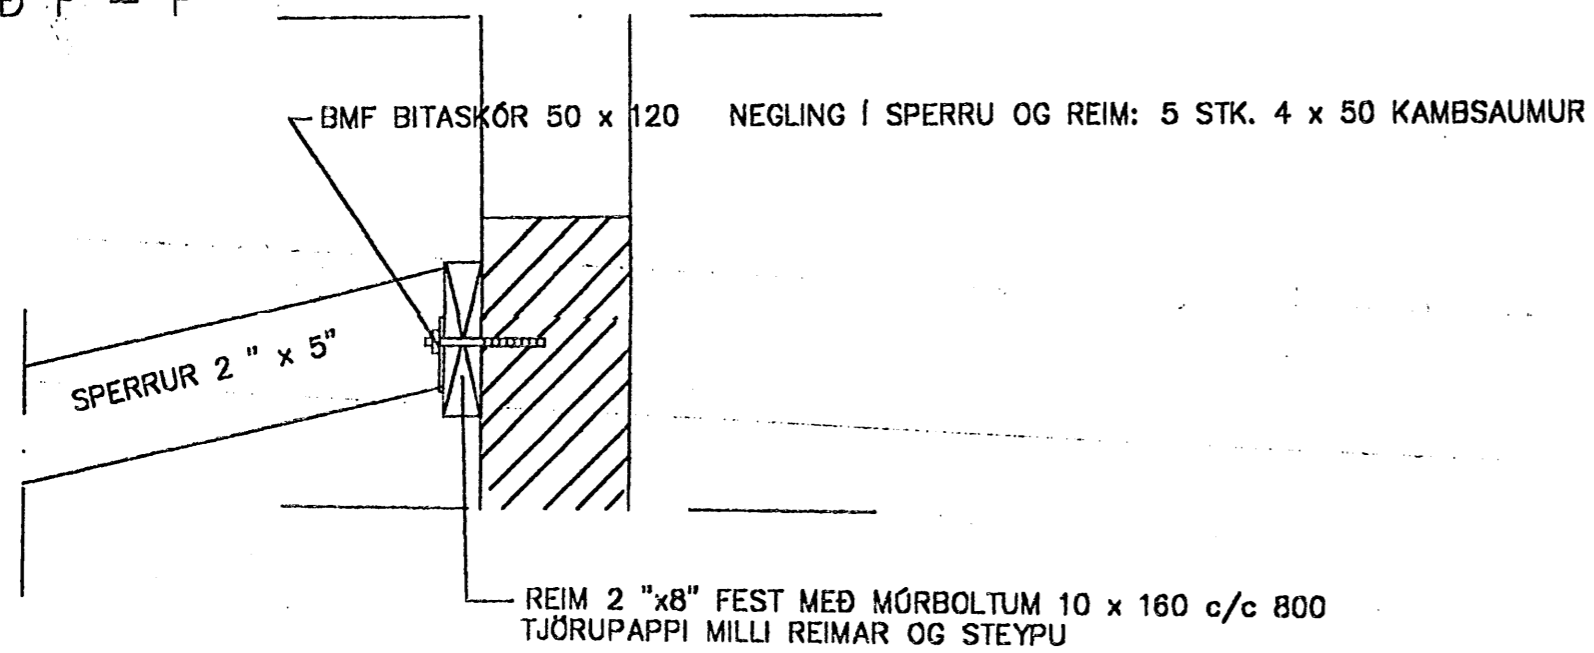 BMF BITASKÓR 50 x 120 NEGLING Í SPERRU OG REIM: 5 STK. 4 x 50 KAMBSAUMUR
SPERRUR 2 " x 5"
REIM 2 "x8" FEST MEÐ MÚRBOLTUM 10 x 160 c/c 800
TJÖRUPAPPI MILLI REIMAR OG STEYPU